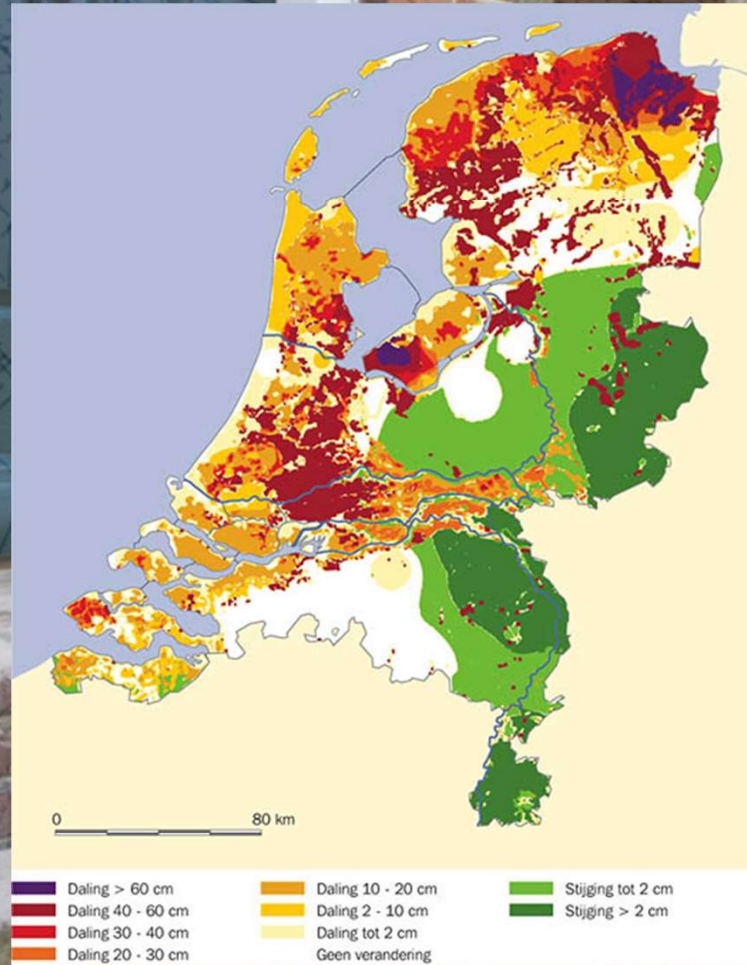 0 80 km
Daling > 60 cm
Daling 40 - 60 cm
Daling 30 - 40 cm
Daling 20 - 30 cm
Daling 10 - 20 cm
Daling 2 - 10 cm
Daling tot 2 cm
Geen verandering
Stijging tot 2 cm
Stijging > 2 cm